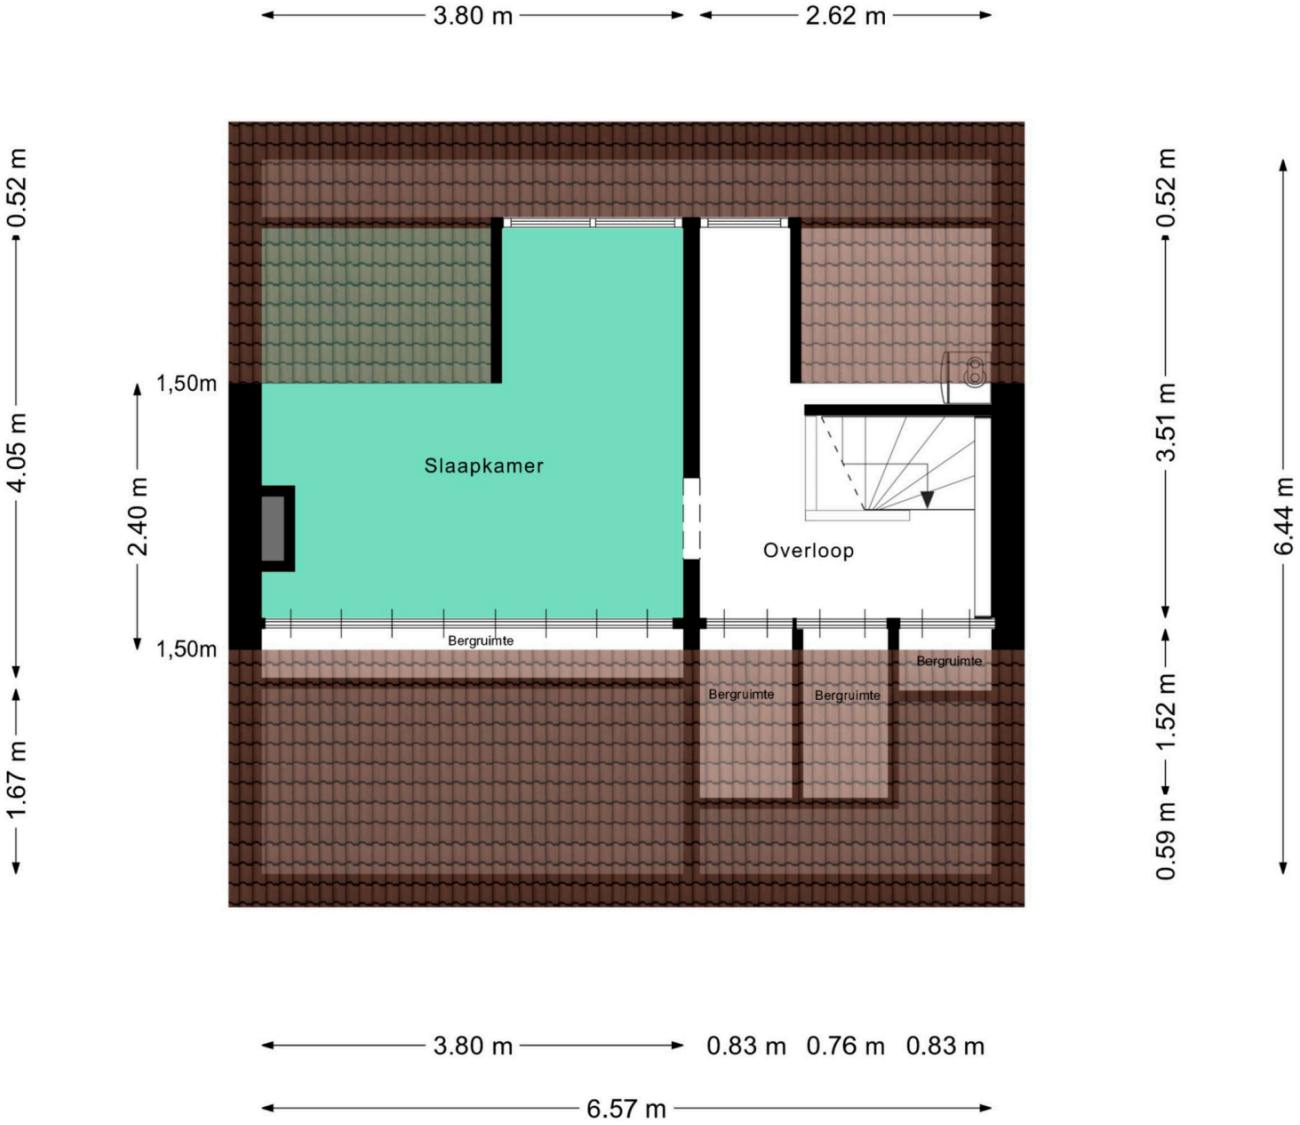 3.80 m
2.62 m
0.52 m
0.52 m
1,50m
4.05 m
3.51 m
Slaapkamer
2.40 m
6.44 m
Overloop
Bergruimte
1,50m
Bergruimte
Bergruimte
Bergruimte
1.52 m
1.67 m
0.59 m
3.80 m
0.83 m
0.76 m
0.83 m
6.57 m